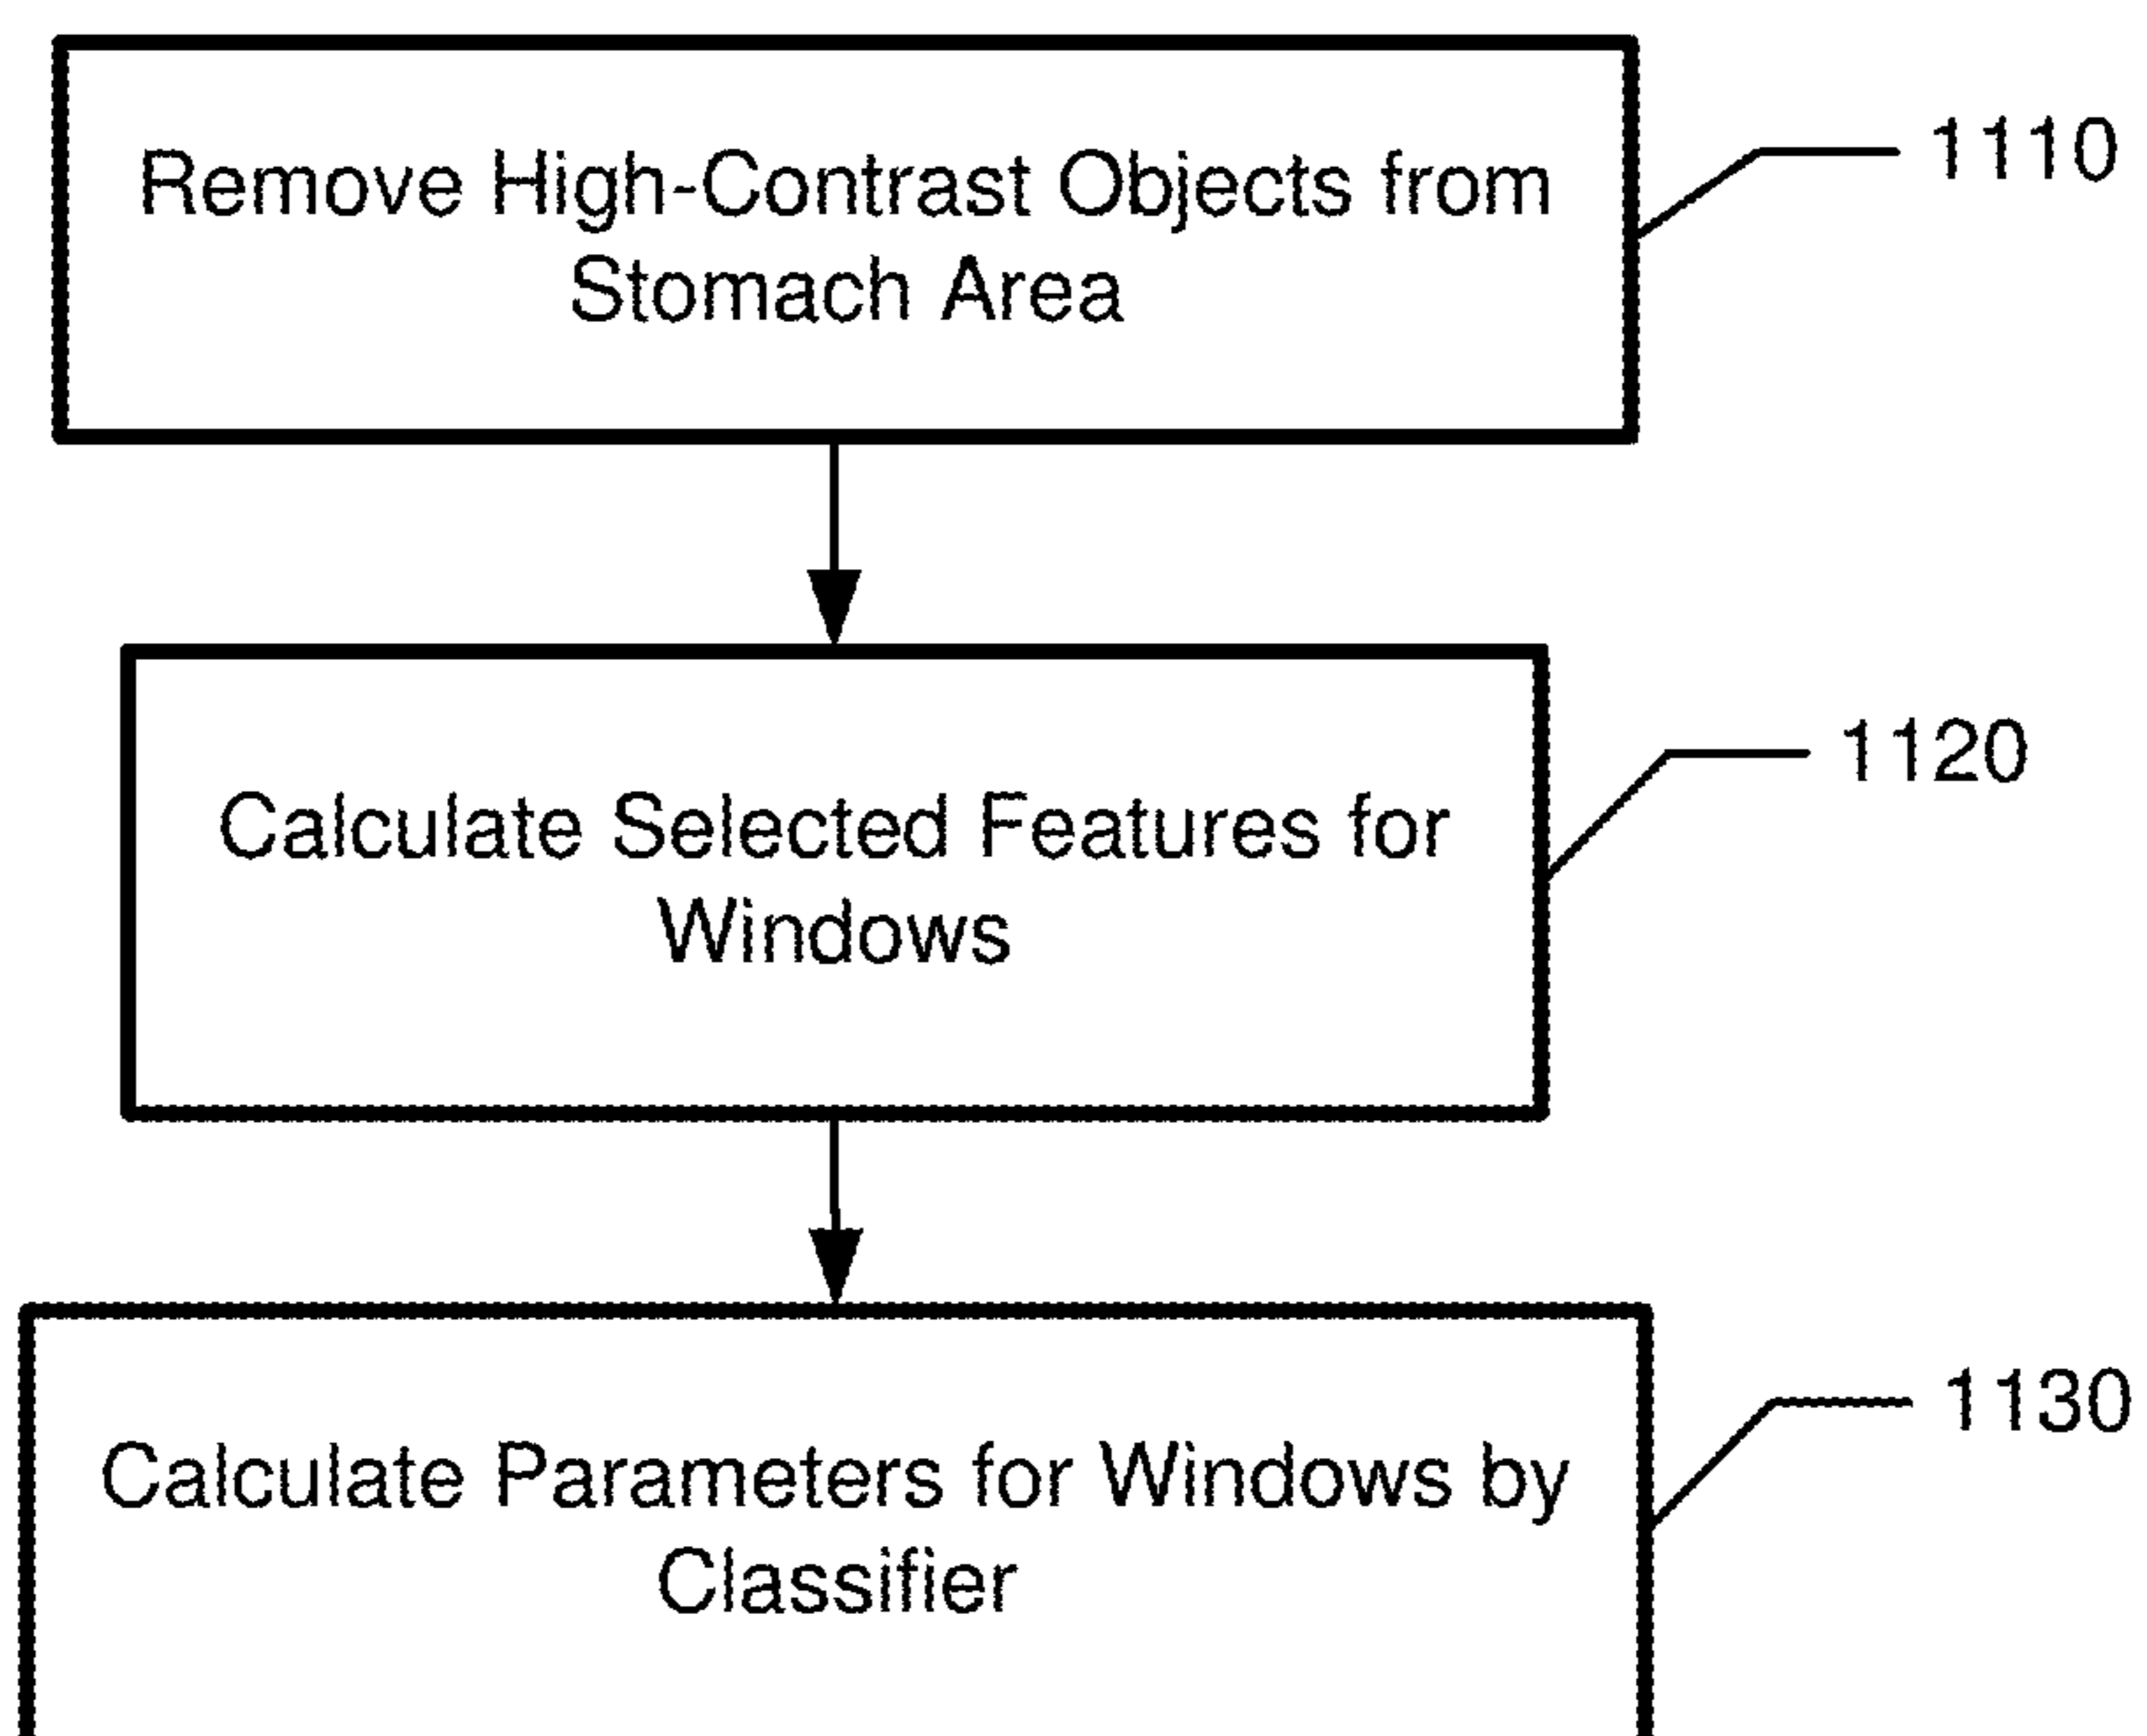 Remove High-Contrast Objects from
Stomach Area
1110
Calculate Selected Features for
Windows
1120
Calculate Parameters for Windows by
Classifier
1130